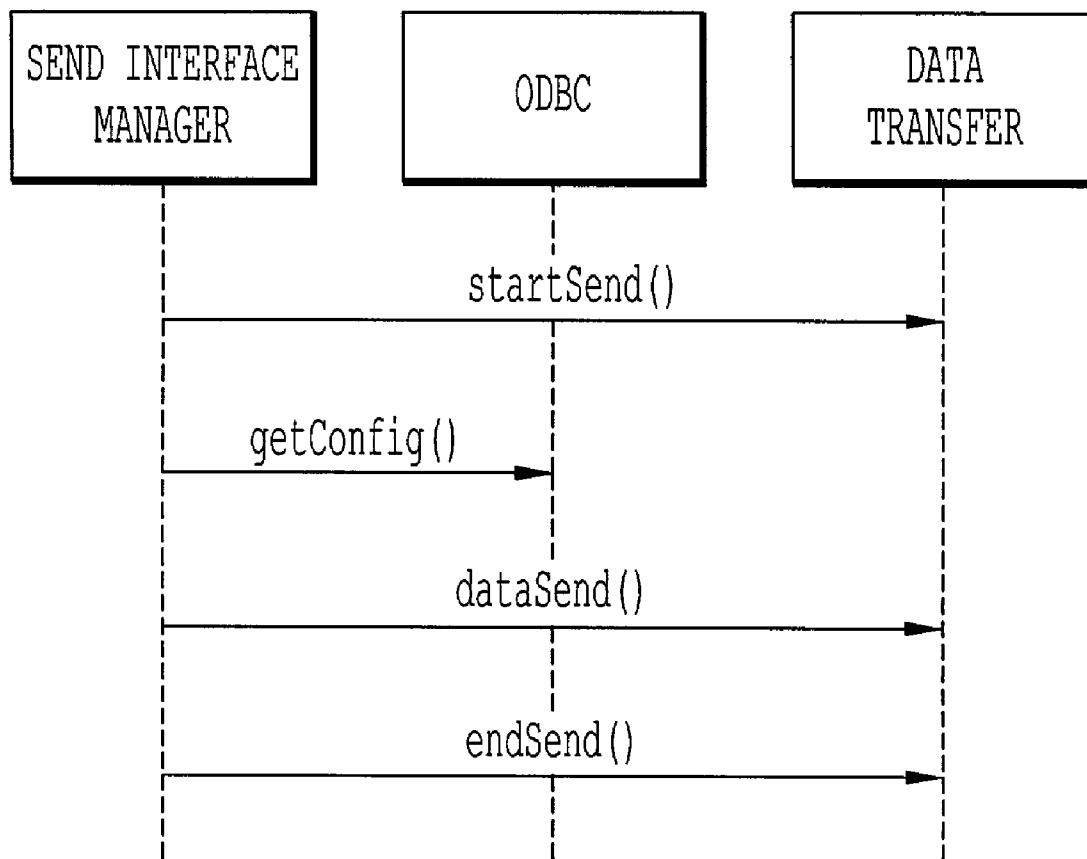 SEND INTERFACE
MANAGER
ODBC
DATA
TRANSFER
startSend()
getConfig()
dataSend()
endSend()